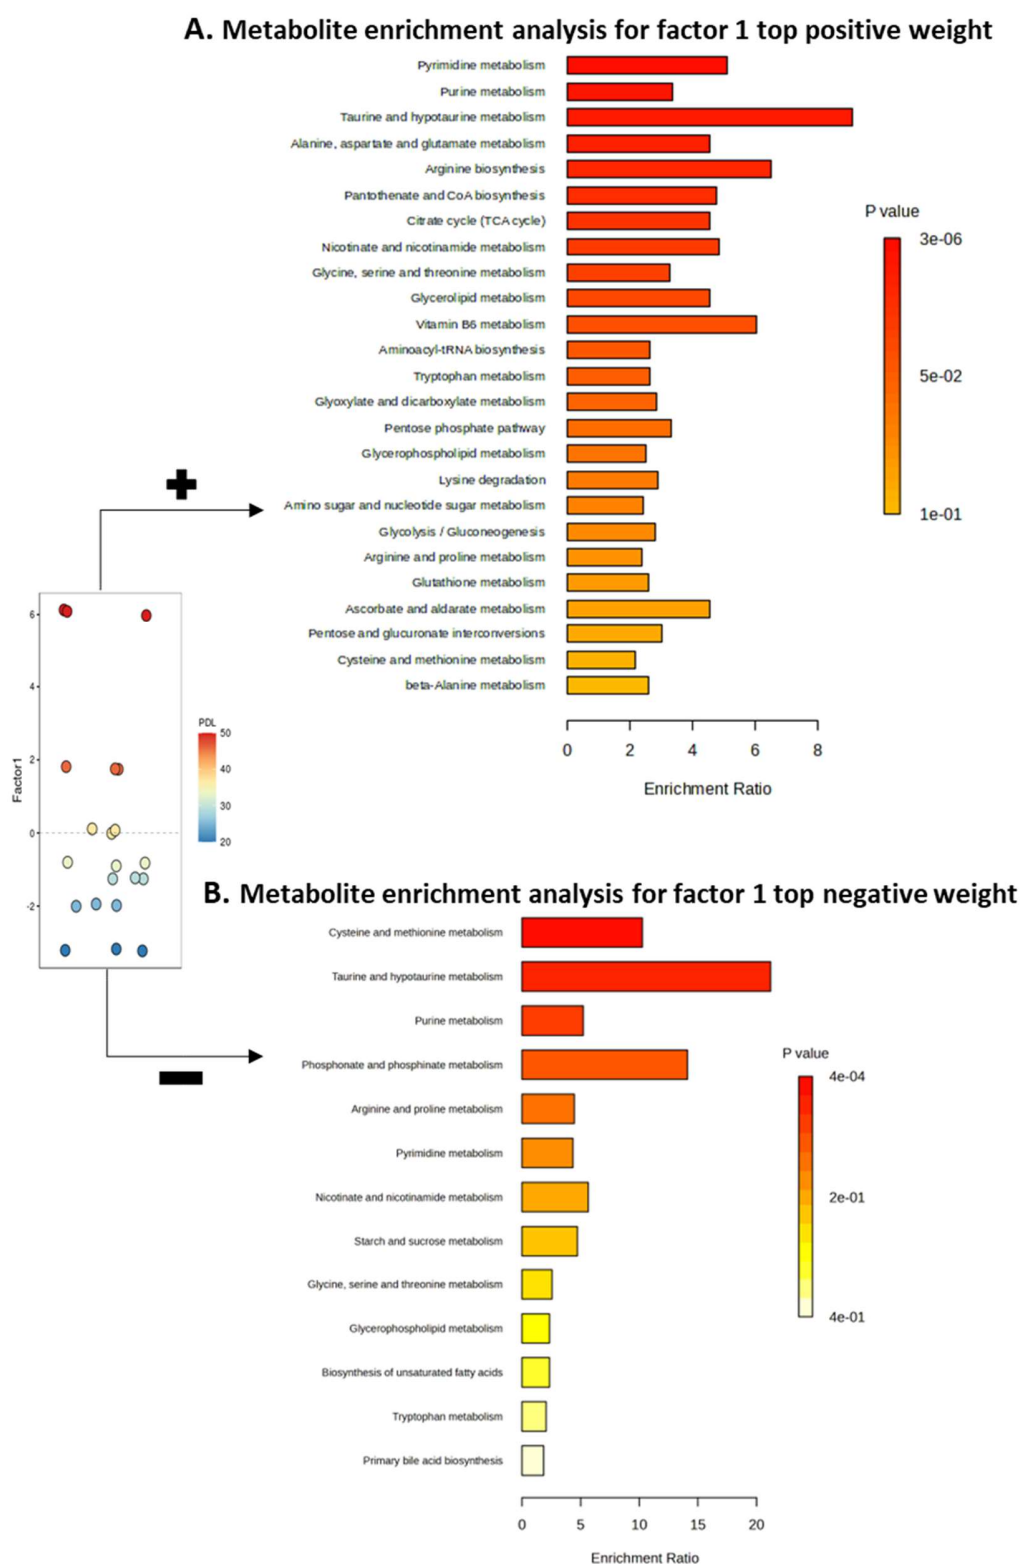 A. Metabolite enrichment analysis for factor 1 top positive weight
Pyrimidine metabolism
Purine metabolism
Taurine and hypotaurine metabolism
Alanine, aspartate and glutamate metabolism
Arginine biosynthesis
Pantothenate and CoA biosynthesis
Citrate cycle (TCA cycle)
Nicotinate and nicotinamide metabolism
Glycine, serine and threonine metabolism
Glycerolipid metabolism
Vitamin B6 metabolism
Aminoacyl-tRNA biosynthesis
Tryptophan metabolism
Glyoxylate and dicarboxylate metabolism
Pentose phosphate pathway
Glycerophospholipid metabolism
Lysine degradation
Amino sugar and nucleotide sugar metabolism
Glycolysis / Gluconeogenesis
Arginine and proline metabolism
Glutathione metabolism
Ascorbate and aldarate metabolism
Pentose and glucuronate interconversions
Cysteine and methionine metabolism
beta-Alanine metabolism
0 2 4 6 8
Enrichment Ratio
P value
3e-06
5e-02
1e-01
+
Factor1
6
4
2
0
-2
PDL
50
40
30
20
B. Metabolite enrichment analysis for factor 1 top negative weight
Cysteine and methionine metabolism
Taurine and hypotaurine metabolism
Purine metabolism
Phosphonate and phosphinate metabolism
Arginine and proline metabolism
Pyrimidine metabolism
Nicotinate and nicotinamide metabolism
Starch and sucrose metabolism
Glycine, serine and threonine metabolism
Glycerophospholipid metabolism
Biosynthesis of unsaturated fatty acids
Tryptophan metabolism
Primary bile acid biosynthesis
0 5 10 15 20
Enrichment Ratio
P value
4e-04
2e-01
4e-01